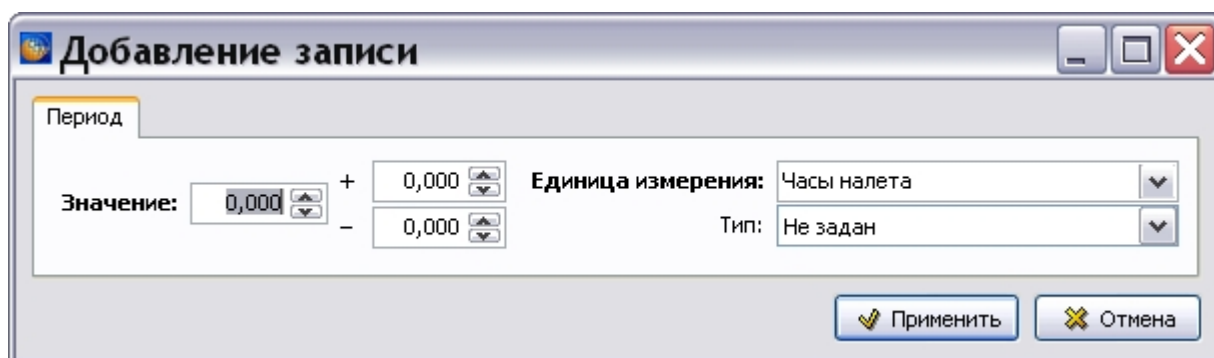 Добавление записи
Период
Значение: 0,000 + 0,000 Единица измерения: Часы налета
– 0,000 Тип: Не задан
Применить Отмена